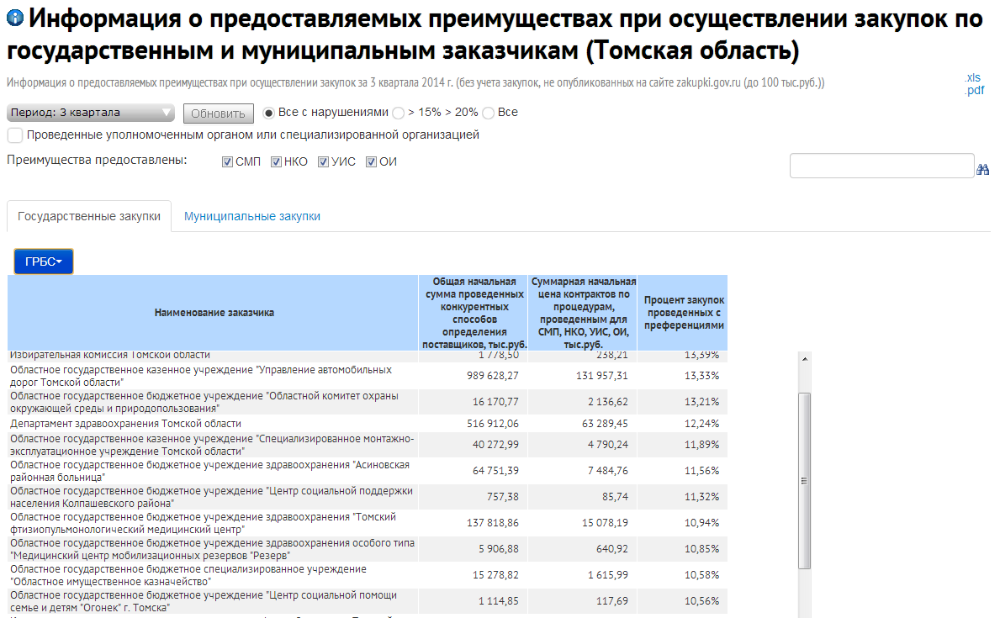 Информация о предоставляемых преимуществах при осуществлении закупок по
государственным и муниципальным заказчикам (Томская область)
Информация о предоставляемых преимуществах при осуществлении закупок за 3 квартала 2014 г. (без учета закупок, не опубликованных на сайте zakupki.gov.ru (до 100 тыс.руб.))
.xls
.pdf
Период: 3 квартала
Обновить
Все с нарушениями > 15% > 20% Все
Проведенные уполномоченным органом или специализированной организацией
Преимущества предоставлены: СМП НКО УИС ОИ
Государственные закупки Муниципальные закупки
ГРБС
Наименование заказчика
Общая начальная
сумма проведенных
конкурентных
способов
определения
поставщиков, тыс.руб.
Суммарная начальная
цена контрактов по
процедурам,
проведенным для
СМП, НКО, УИС, ОИ,
тыс.руб.
Процент закупок
проведенных с
преференциями
Избирательная комиссия Томской области 1 778,50 238,21 13,39%
Областное государственное казенное учреждение "Управление автомобильных
дорог Томской области" 989 628,27 131 957,31 13,33%
Областное государственное бюджетное учреждение "Областной комитет охраны
окружающей среды и природопользования" 16 170,77 2 136,62 13,21%
Департамент здравоохранения Томской области 516 912,06 63 289,45 12,24%
Областное государственное казенное учреждение "Специализированное монтажно-
эксплуатационное учреждение Томской области" 40 272,99 4 790,24 11,89%
Областное государственное бюджетное учреждение здравоохранения "Асиновская
районная больница" 64 751,39 7 484,76 11,56%
Областное государственное бюджетное учреждение "Центр социальной поддержки
населения Колпашевского района" 757,38 85,74 11,32%
Областное государственное бюджетное учреждение здравоохранения "Томский
фтизиопульмонологический медицинский центр" 137 818,86 15 078,19 10,94%
Областное государственное бюджетное учреждение здравоохранения особого типа
"Медицинский центр мобилизационных резервов "Резерв" 5 906,88 640,92 10,85%
Областное государственное бюджетное специализированное учреждение
"Областное имущественное казначейство" 15 278,82 1 615,99 10,58%
Областное государственное бюджетное учреждение "Центр социальной помощи
семье и детям "Огонек" г. Томска" 1 114,85 117,69 10,56%